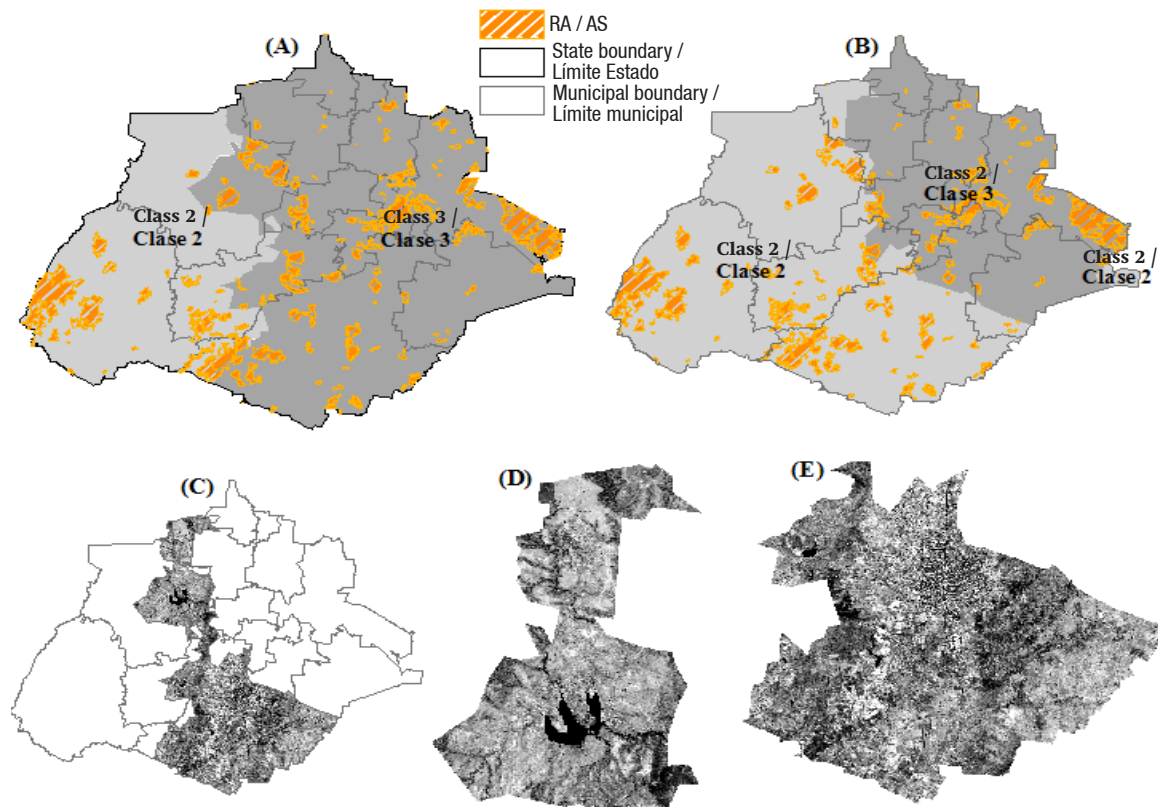 RA / AS
State boundary /
Límite Estado
Municipal boundary /
Límite municipal
(A)
Class 2 /
Clase 2
Class 3 /
Clase 3
(B)
Class 2 /
Clase 3
Class 2 /
Clase 2
Class 2 /
Clase 2
(C)
(D)
(E)